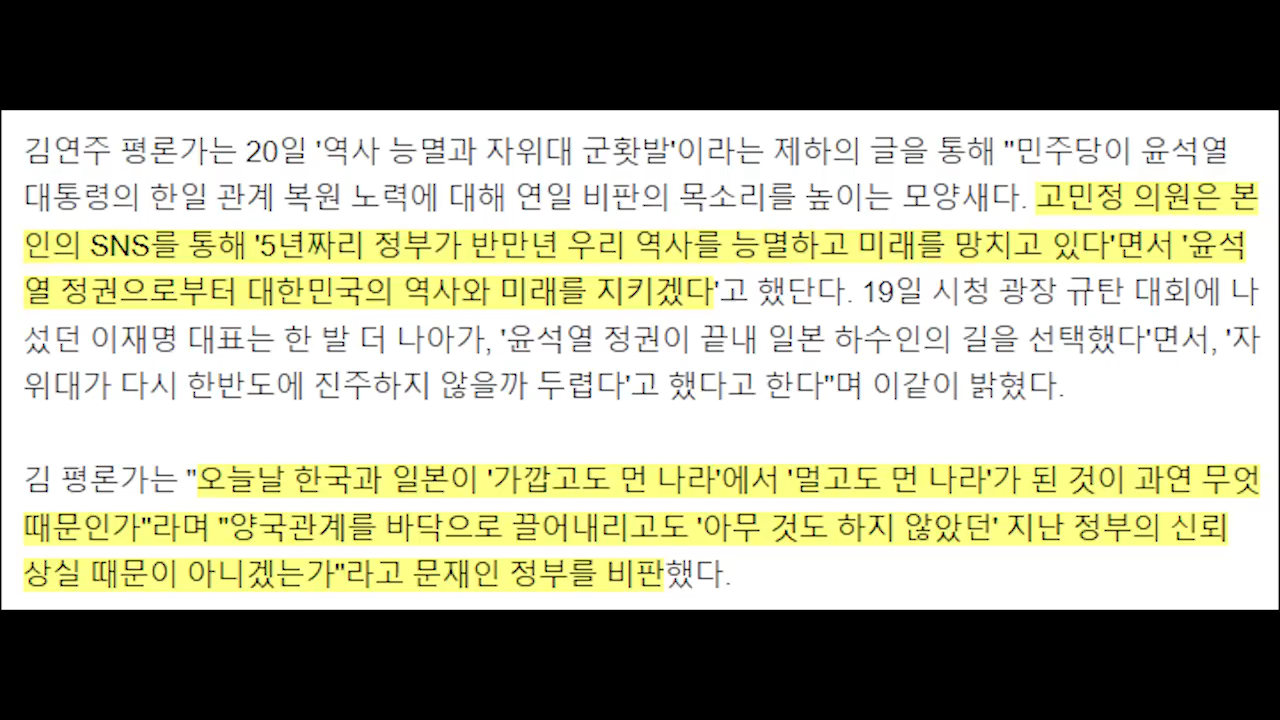 김연주 평론가는 20일 '역사 능멸과 자위대 군홧발'이라는 제하의 글을 통해 "민주당이 윤석열
대통령의 한일 관계 복원 노력에 대해 연일 비판의 목소리를 높이는 모양새다. 고민정 의원은 본
인의 SNS를 통해 '5년짜리 정부가 반만년 우리 역사를 능멸하고 미래를 망치고 있다'면서 '윤석
열 정권으로부터 대한민국의 역사와 미래를 지키겠다'고 했단다. 19일 시청 광장 규탄 대회에 나
섰던 이재명 대표는 한 발 더 나아가, '윤석열 정권이 끝내 일본 하수인의 길을 선택했다'면서, '자
위대가 다시 한반도에 진주하지 않을까 두렵다'고 했다고 한다"며 이같이 밝혔다.
김 평론가는 "오늘날 한국과 일본이 '가깝고도 먼 나라'에서 '멀고도 먼 나라'가 된 것이 과연 무엇
때문인가"라며 "양국관계를 바닥으로 끌어내리고도 '아무 것도 하지 않았던' 지난 정부의 신뢰
상실 때문이 아니겠는가"라고 문재인 정부를 비판했다.